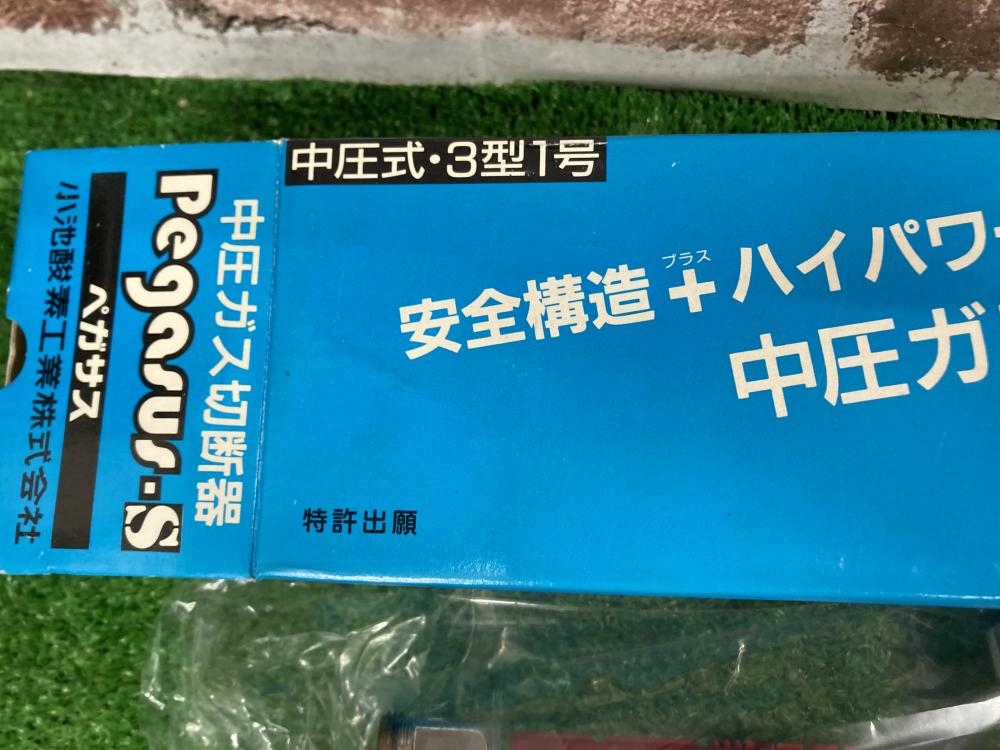 中圧式・3型1号
安全構造
プラス
+ハイパワー
中圧ガ
特許出願
中圧ガス切断器
Pegasus-S
ペガサス
小池酸素工業株式会社